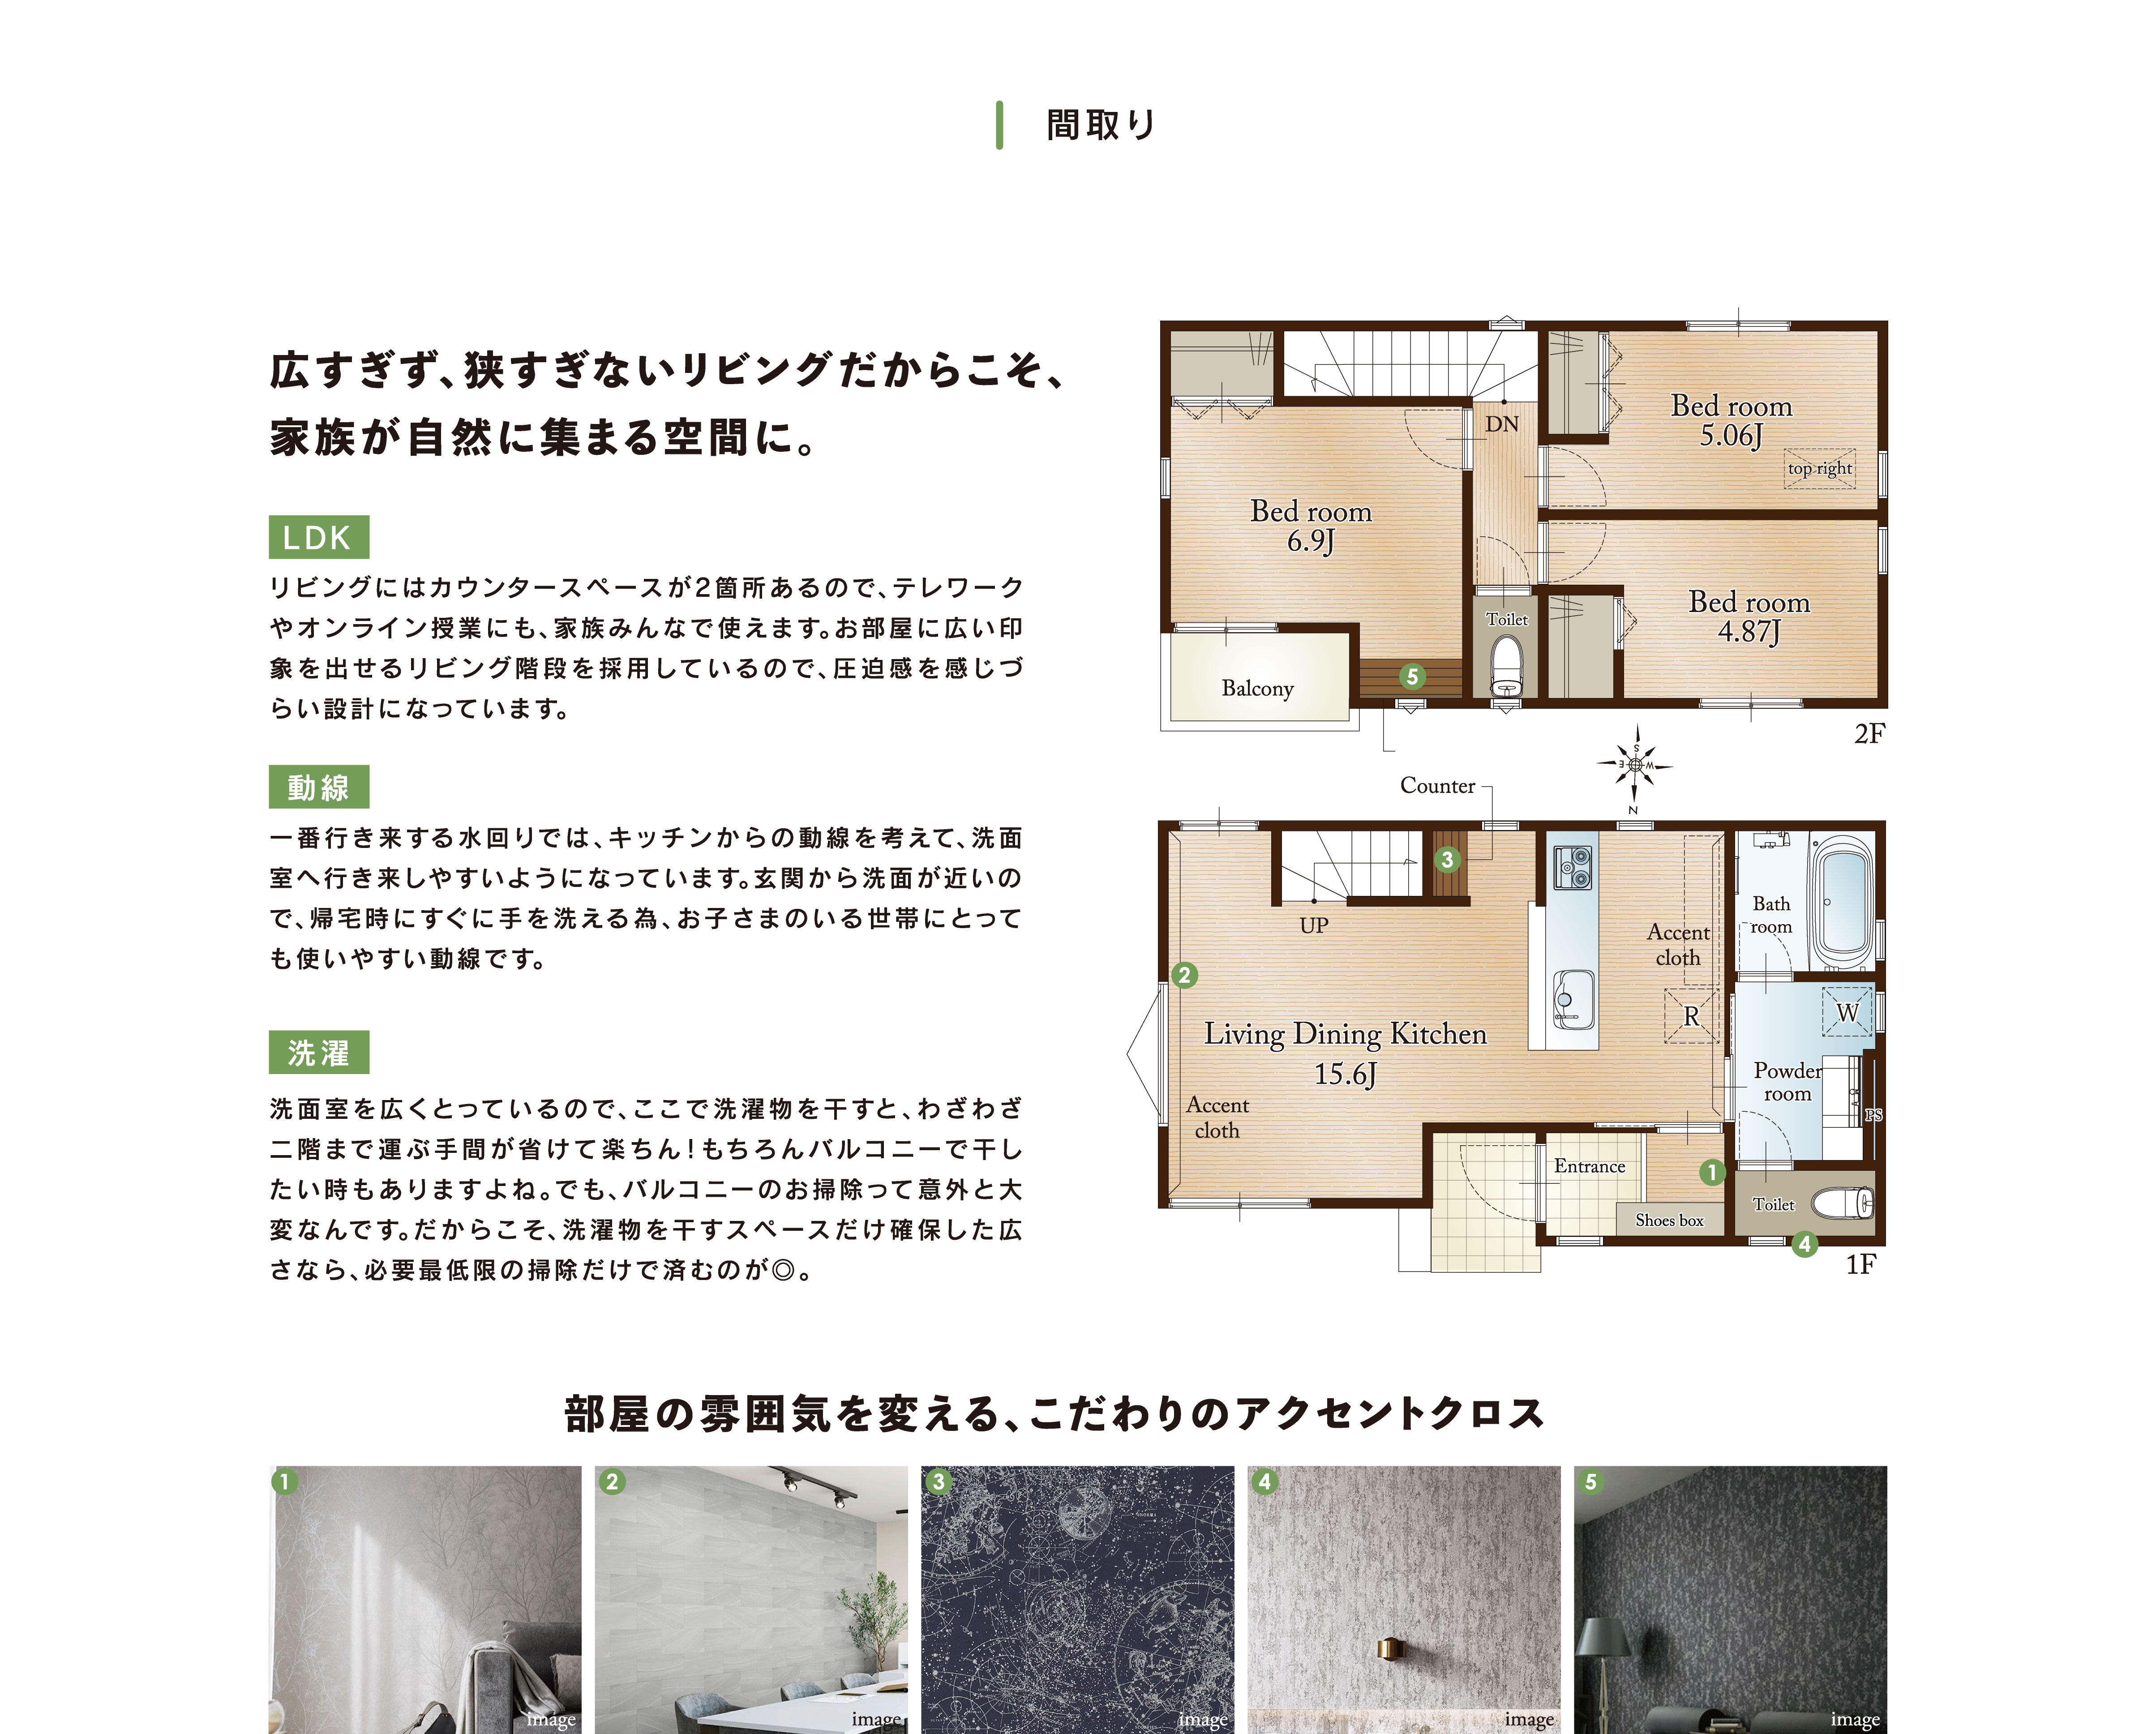 間取り
広すぎず、狭すぎないリビングだからこそ、
家族が自然に集まる空間に。
LDK
リビングにはカウンタースペースが2箇所あるので、テレワーク
やオンライン授業にも、家族みんなで使えます。お部屋に広い印
象を出せるリビング階段を採用しているので、圧迫感を感じづ
らい設計になっています。
動線
一番行き来する水回りでは、キッチンからの動線を考えて、洗面
室へ行き来しやすいようになっています。玄関から洗面が近いの
で、帰宅時にすぐに手を洗える為、お子さまのいる世帯にとって
も使いやすい動線です。
洗濯
洗面室を広くとっているので、ここで洗濯物を干すと、わざわざ
二階まで運ぶ手間が省けて楽ちん!もちろんバルコニーで干し
たい時もありますよね。でも、バルコニーのお掃除って意外と大
変なんです。だからこそ、洗濯物を干すスペースだけ確保した広
さなら、必要最低限の掃除だけで済むのが◎。
DN
Bed room
5.06J
top right
Bed room
6.9J
Bed room
4.87J
Toilet
Balcony
5
2F
S
E
W
N
Counter
3
UP
Bath
room
Accent
cloth
2
R
W
Living Dining Kitchen
15.6J
Powder
room
PS
Accent
cloth
Entrance
1
Toilet
Shoes box
4
1F
部屋の雰囲気を変える、こだわりのアクセントクロス
1
image
2
image
3
image
4
image
5
image